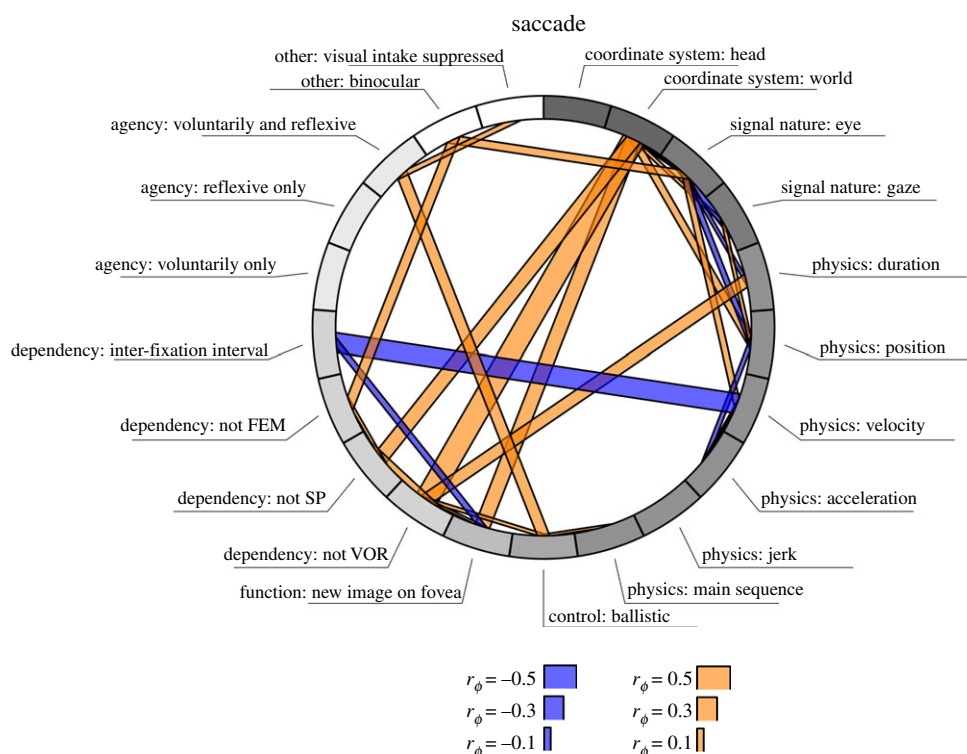 saccade
other: visual intake suppressed
coordinate system: head
other: binocular
coordinate system: world
agency: voluntarily and reflexive
signal nature: eye
agency: reflexive only
signal nature: gaze
agency: voluntarily only
physics: duration
dependency: inter-fixation interval
physics: position
dependency: not FEM
physics: velocity
dependency: not SP
physics: acceleration
dependency: not VOR
physics: jerk
function: new image on fovea
physics: main sequence
control: ballistic
rϕ = –0.5
rϕ = 0.5
rϕ = –0.3
rϕ = 0.3
rϕ = –0.1
rϕ = 0.1